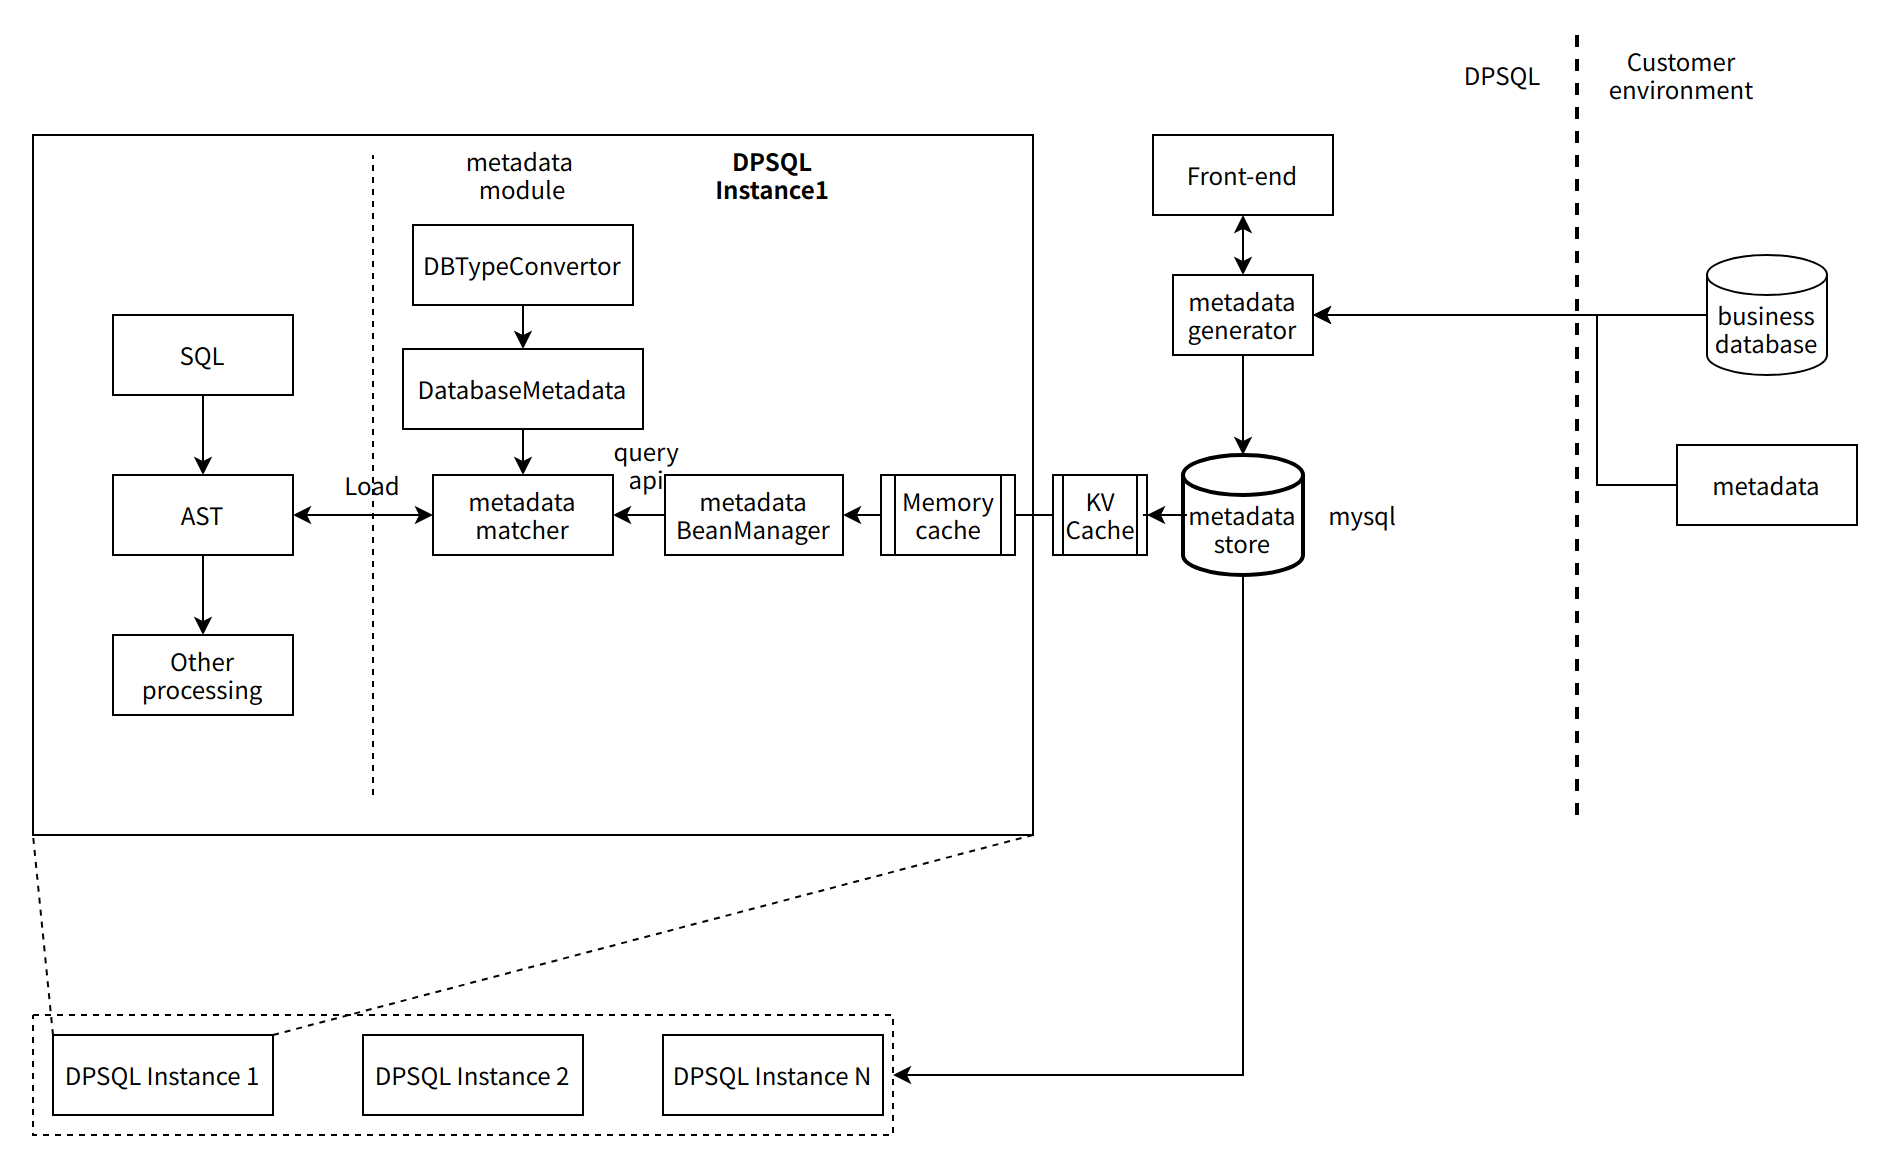 DPSQL
Customer
environment
metadata
module
DPSQL
Instance1
Front-end
DBTypeConvertor
metadata
generator
business
database
SQL
DatabaseMetadata
query
api
Load
AST
metadata
matcher
metadata
BeanManager
Memory
cache
KV
Cache
metadata
store
mysql
metadata
Other
processing
DPSQL Instance 1
DPSQL Instance 2
DPSQL Instance N